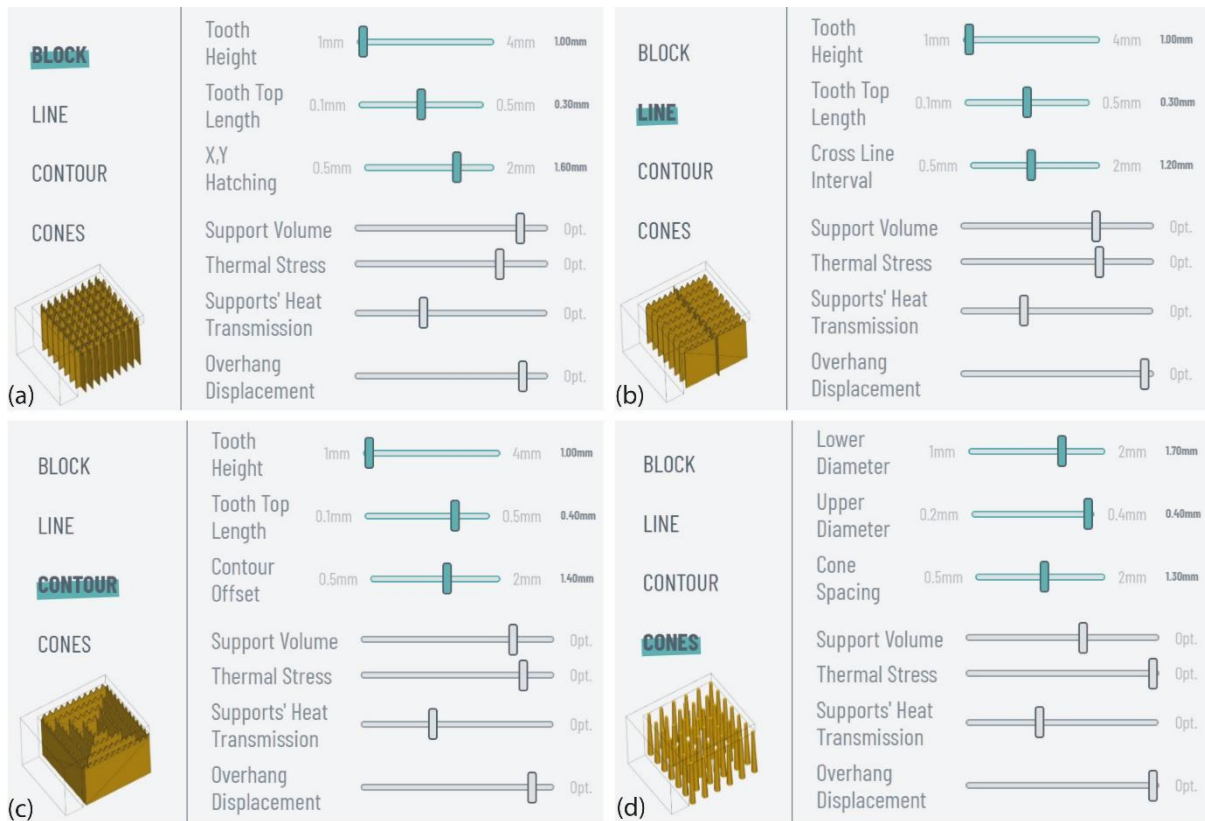 BLOCK
LINE
CONTOUR
CONES
Tooth
Height
1mm 4mm 1.00mm
Tooth Top
Length
0.1mm 0.5mm 0.30mm
X,Y
Hatching
0.5mm 2mm 1.60mm
Support Volume Opt.
Thermal Stress Opt.
Supports' Heat
Transmission
Opt.
Overhang
Displacement
Opt.
(a)
BLOCK
LINE
CONTOUR
CONES
Tooth
Height
1mm 4mm 1.00mm
Tooth Top
Length
0.1mm 0.5mm 0.30mm
Cross Line
Interval
0.5mm 2mm 1.20mm
Support Volume Opt.
Thermal Stress Opt.
Supports' Heat
Transmission
Opt.
Overhang
Displacement
Opt.
(b)
BLOCK
LINE
CONTOUR
CONES
Tooth
Height
1mm 4mm 1.00mm
Tooth Top
Length
0.1mm 0.5mm 0.40mm
Contour
Offset
0.5mm 2mm 1.40mm
Support Volume Opt.
Thermal Stress Opt.
Supports' Heat
Transmission
Opt.
Overhang
Displacement
Opt.
(c)
BLOCK
LINE
CONTOUR
CONES
Lower
Diameter
1mm 2mm 1.70mm
Upper
Diameter
0.2mm 0.4mm 0.40mm
Cone
Spacing
0.5mm 2mm 1.30mm
Support Volume Opt.
Thermal Stress Opt.
Supports' Heat
Transmission
Opt.
Overhang
Displacement
Opt.
(d)